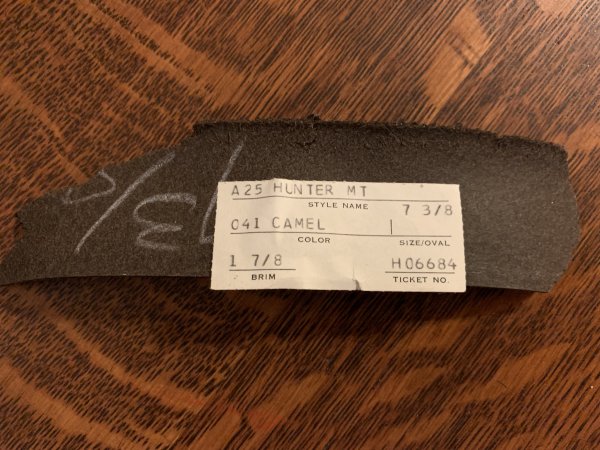 A25 HUNTER MT
STYLE NAME 7 3/8
041 CAMEL
COLOR SIZE/OVAL
1 7/8 H06684
BRIM TICKET NO.